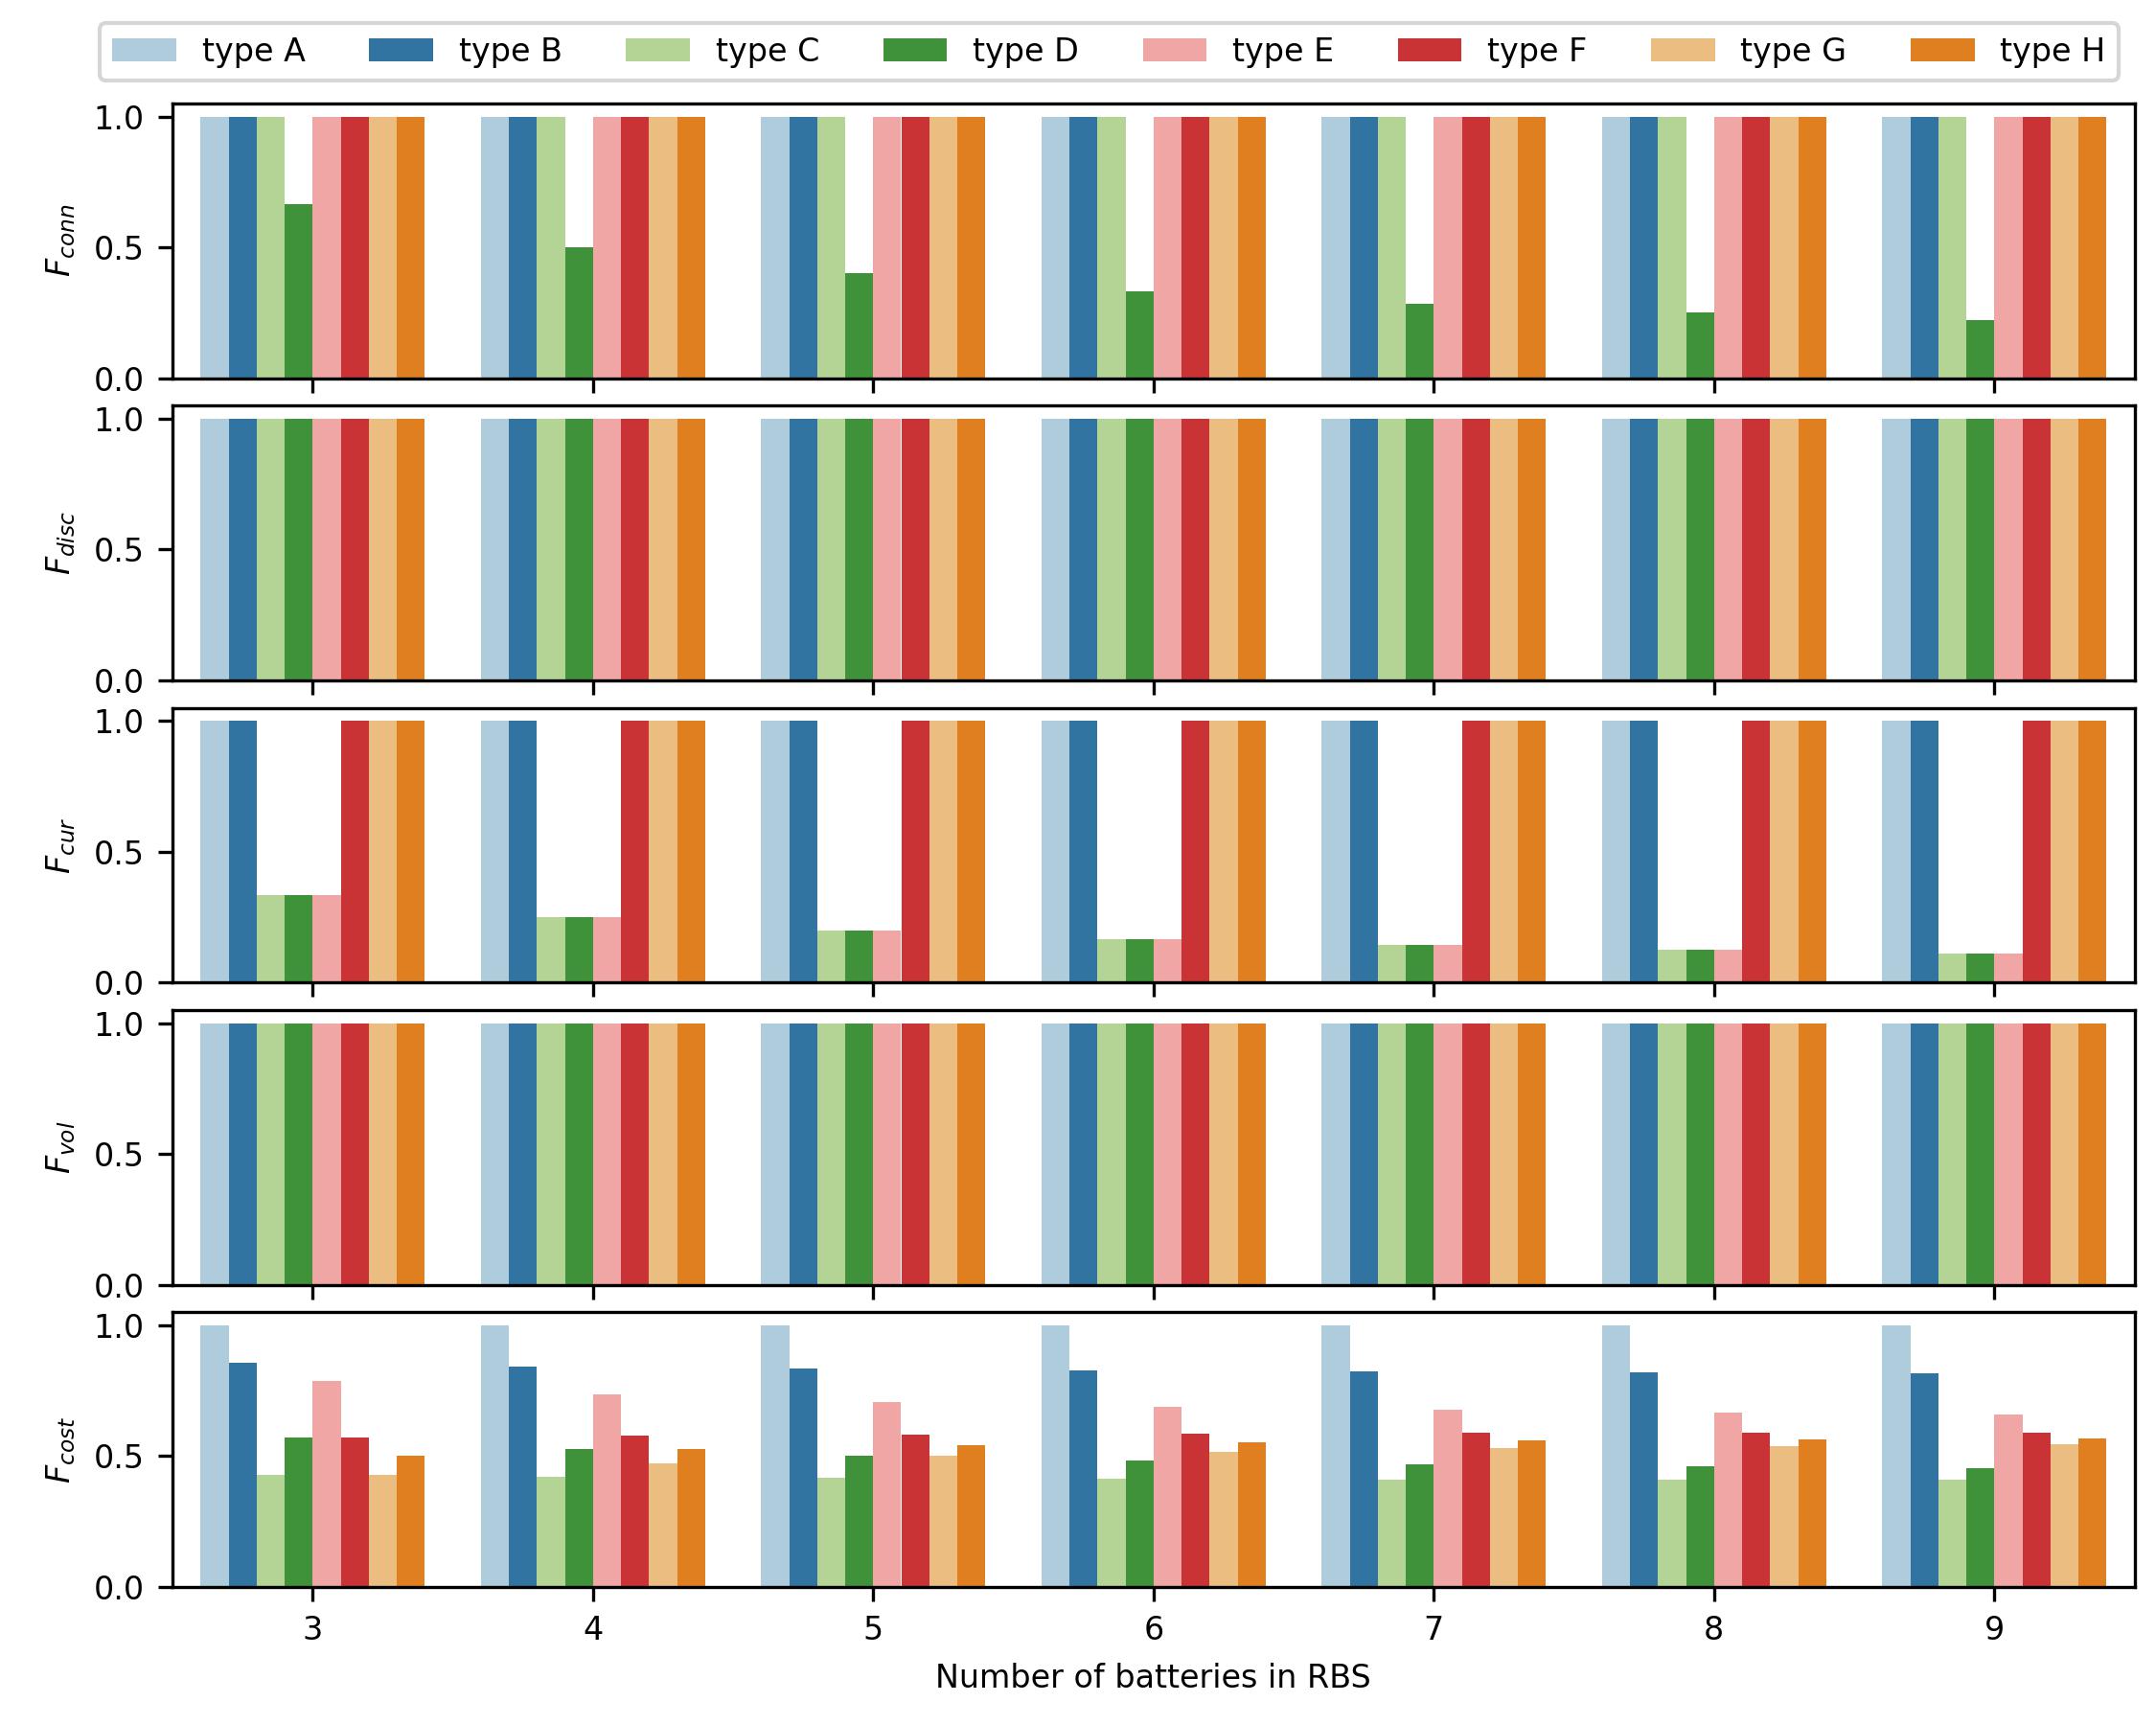 type A type B type C type D type E type F type G type H
1.0
0.5
0.0
F_conn
1.0
0.5
0.0
F_disc
1.0
0.5
0.0
F_cur
1.0
0.5
0.0
F_vol
1.0
0.5
0.0
F_cost
3 4 5 6 7 8 9
Number of batteries in RBS